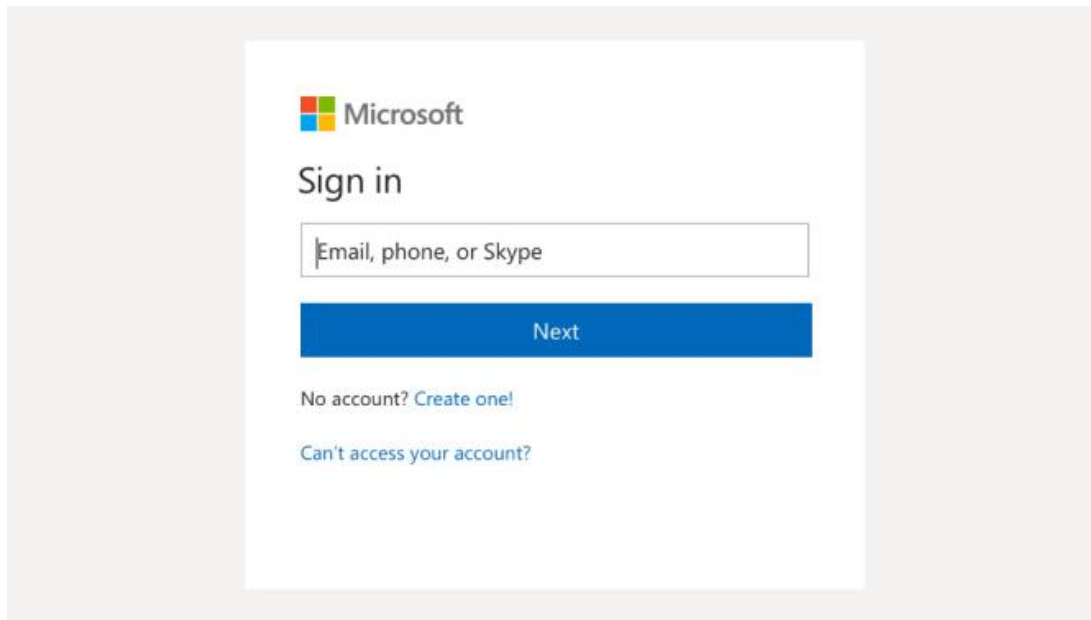 Microsoft
Sign in
Email, phone, or Skype
Next
No account? Create one!
Can't access your account?